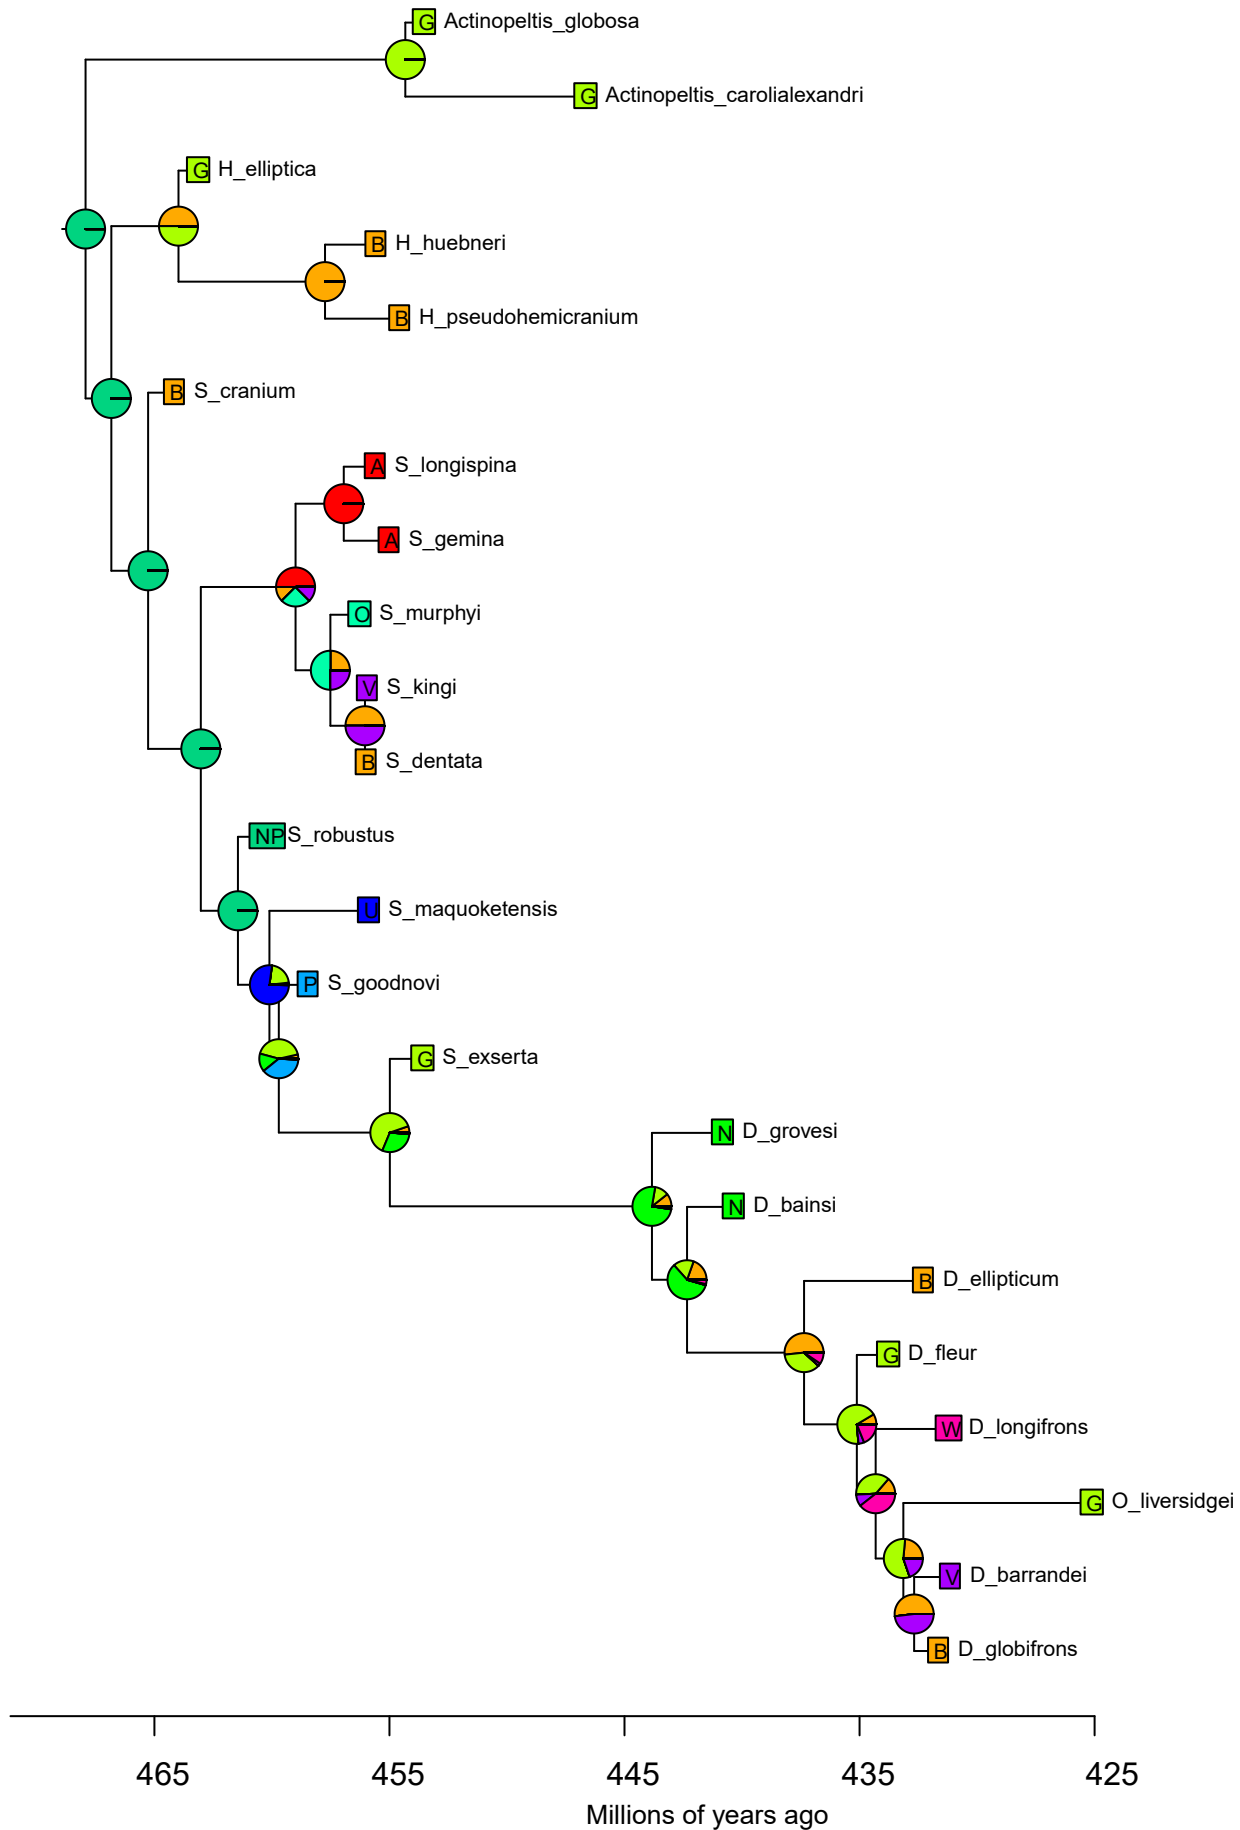 G Actinopeltis_globosa
G Actinopeltis_carolialexandri
G H_elliptica
B H_huebneri
B H_pseudohemicranium
B S_cranium
A S_longispina
A S_gemina
O S_murphyi
V S_kingi
B S_dentata
NP S_robustus
U S_maquoketensis
P S_goodnovi
G S_exserta
N D_grovesi
N D_bainsi
B D_ellipticum
G D_fleur
W D_longifrons
G O_liversidgei
V D_barrandei
B D_globifrons
465 455 445 435 425
Millions of years ago